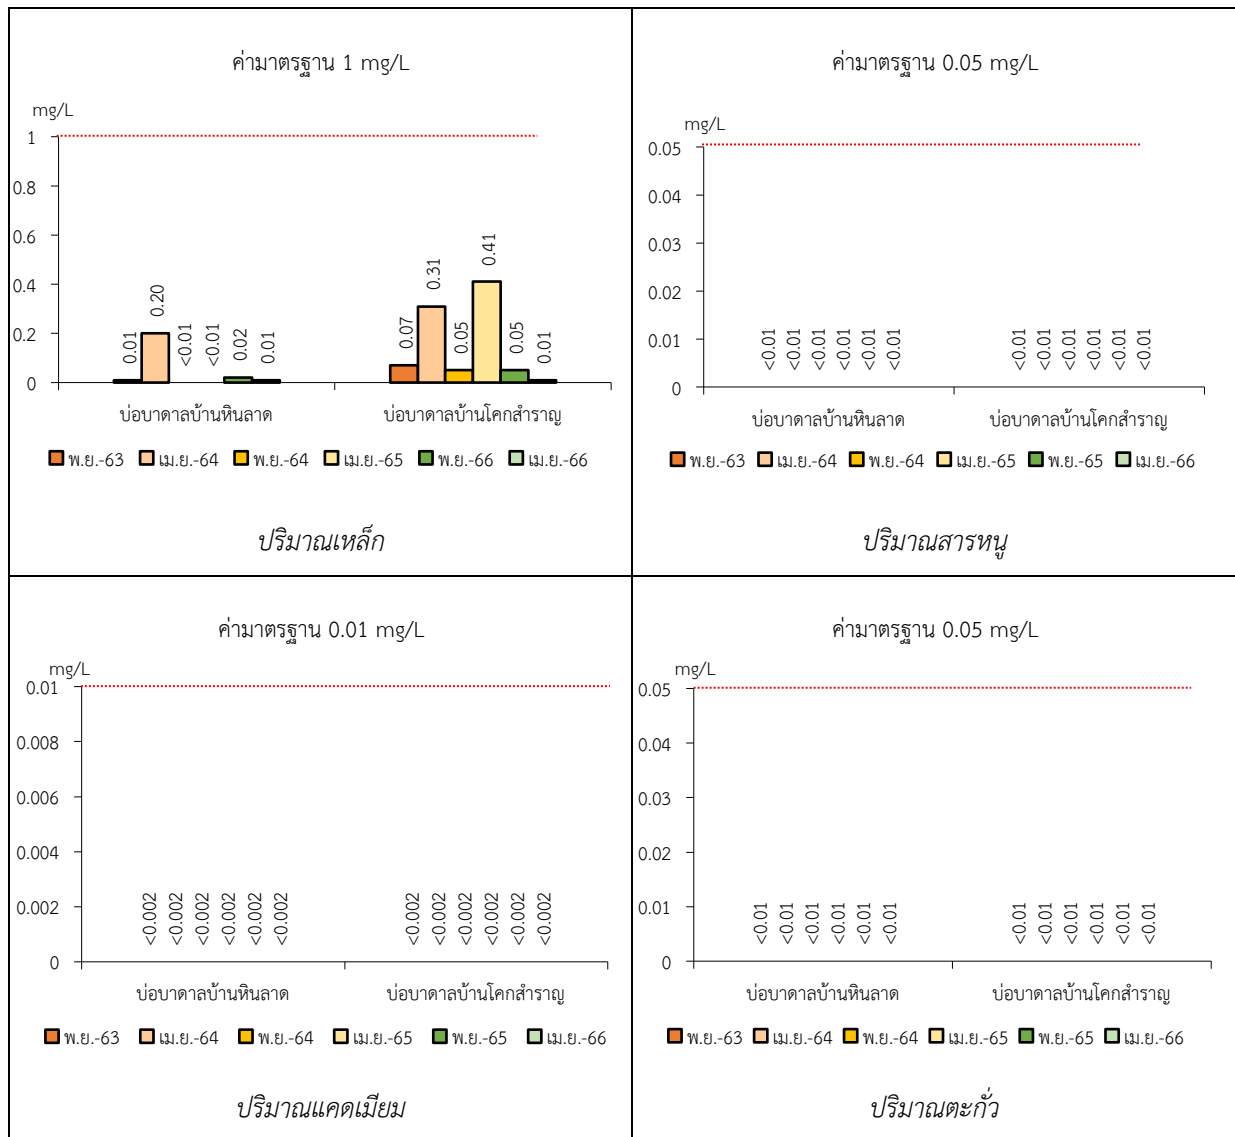 ค่ามาตรฐาน 1 mg/L
mg/L
1
0.8
0.6
0.4
0.2
0
0.01 0.20 <0.01 <0.01 0.02 0.01
0.07 0.31 0.05 0.41 0.05 0.01
บ่อบาดาลบ้านหินลาด บ่อบาดาลบ้านโคกสำราญ
พ.ย.-63 เม.ย.-64 พ.ย.-64 เม.ย.-65 พ.ย.-66 เม.ย.-66
ปริมาณเหล็ก
ค่ามาตรฐาน 0.05 mg/L
mg/L
0.05
0.04
0.03
0.02
0.01
0
<0.01 <0.01 <0.01 <0.01 <0.01 <0.01
<0.01 <0.01 <0.01 <0.01 <0.01 <0.01
บ่อบาดาลบ้านหินลาด บ่อบาดาลบ้านโคกสำราญ
พ.ย.-63 เม.ย.-64 พ.ย.-64 เม.ย.-65 พ.ย.-65 เม.ย.-66
ปริมาณสารหนู
ค่ามาตรฐาน 0.01 mg/L
mg/L
0.01
0.008
0.006
0.004
0.002
0
<0.002 <0.002 <0.002 <0.002 <0.002 <0.002
<0.002 <0.002 <0.002 <0.002 <0.002 <0.002
บ่อบาดาลบ้านหินลาด บ่อบาดาลบ้านโคกสำราญ
พ.ย.-63 เม.ย.-64 พ.ย.-64 เม.ย.-65 พ.ย.-65 เม.ย.-66
ปริมาณแคดเมียม
ค่ามาตรฐาน 0.05 mg/L
mg/L
0.05
0.04
0.03
0.02
0.01
0
<0.01 <0.01 <0.01 <0.01 <0.01 <0.01
<0.01 <0.01 <0.01 <0.01 <0.01 <0.01
บ่อบาดาลบ้านหินลาด บ่อบาดาลบ้านโคกสำราญ
พ.ย.-63 เม.ย.-64 พ.ย.-64 เม.ย.-65 พ.ย.-65 เม.ย.-66
ปริมาณตะกั่ว